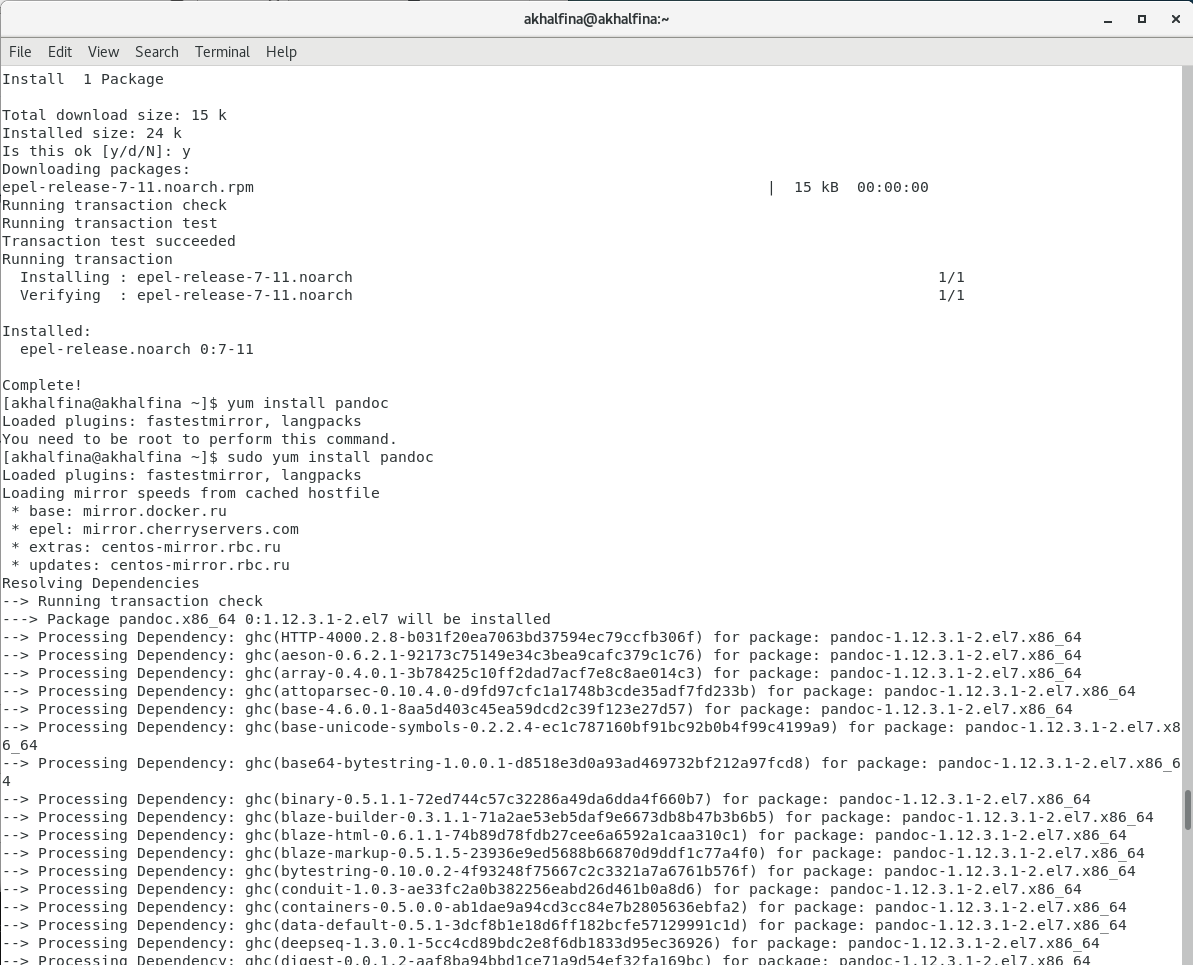 akhalfina@akhalfina:~
File Edit View Search Terminal Help
Install  1 Package
Total download size: 15 k
Installed size: 24 k
Is this ok [y/d/N]: y
Downloading packages:
epel-release-7-11.noarch.rpm | 15 kB 00:00:00
Running transaction check
Running transaction test
Transaction test succeeded
Running transaction
  Installing : epel-release-7-11.noarch 1/1
  Verifying  : epel-release-7-11.noarch 1/1
Installed:
  epel-release.noarch 0:7-11
Complete!
[akhalfina@akhalfina ~]$ yum install pandoc
Loaded plugins: fastestmirror, langpacks
You need to be root to perform this command.
[akhalfina@akhalfina ~]$ sudo yum install pandoc
Loaded plugins: fastestmirror, langpacks
Loading mirror speeds from cached hostfile
 * base: mirror.docker.ru
 * epel: mirror.cherryservers.com
 * extras: centos-mirror.rbc.ru
 * updates: centos-mirror.rbc.ru
Resolving Dependencies
--> Running transaction check
---> Package pandoc.x86_64 0:1.12.3.1-2.el7 will be installed
--> Processing Dependency: ghc(HTTP-4000.2.8-b031f20ea7063bd37594ec79ccfb306f) for package: pandoc-1.12.3.1-2.el7.x86_64
--> Processing Dependency: ghc(aeson-0.6.2.1-92173c75149e34c3bea9cafc379c1c76) for package: pandoc-1.12.3.1-2.el7.x86_64
--> Processing Dependency: ghc(array-0.4.0.1-3b78425c10ff2dad7acf7e8c8ae014c3) for package: pandoc-1.12.3.1-2.el7.x86_64
--> Processing Dependency: ghc(attoparsec-0.10.4.0-d9fd97cfc1a1748b3cde35adf7fd233b) for package: pandoc-1.12.3.1-2.el7.x86_64
--> Processing Dependency: ghc(base-4.6.0.1-8aa5d403c45ea59dcd2c39f123e27d57) for package: pandoc-1.12.3.1-2.el7.x86_64
--> Processing Dependency: ghc(base-unicode-symbols-0.2.2.4-ec1c787160bf91bc92b0b4f99c4199a9) for package: pandoc-1.12.3.1-2.el7.x8
6_64
--> Processing Dependency: ghc(base64-bytestring-1.0.0.1-d8518e3d0a93ad469732bf212a97fcd8) for package: pandoc-1.12.3.1-2.el7.x86_6
4
--> Processing Dependency: ghc(binary-0.5.1.1-72ed744c57c32286a49da6dda4f660b7) for package: pandoc-1.12.3.1-2.el7.x86_64
--> Processing Dependency: ghc(blaze-builder-0.3.1.1-71a2ae53eb5daf9e6673db8b47b3b6b5) for package: pandoc-1.12.3.1-2.el7.x86_64
--> Processing Dependency: ghc(blaze-html-0.6.1.1-74b89d78fdb27cee6a6592a1caa310c1) for package: pandoc-1.12.3.1-2.el7.x86_64
--> Processing Dependency: ghc(blaze-markup-0.5.1.5-23936e9ed5688b66870d9ddf1c77a4f0) for package: pandoc-1.12.3.1-2.el7.x86_64
--> Processing Dependency: ghc(bytestring-0.10.0.2-4f93248f75667c2c3321a7a6761b576f) for package: pandoc-1.12.3.1-2.el7.x86_64
--> Processing Dependency: ghc(conduit-1.0.3-ae33fc2a0b382256eabd26d461b0a8d6) for package: pandoc-1.12.3.1-2.el7.x86_64
--> Processing Dependency: ghc(containers-0.5.0.0-ab1dae9a94cd3cc84e7b2805636ebfa2) for package: pandoc-1.12.3.1-2.el7.x86_64
--> Processing Dependency: ghc(data-default-0.5.1-3dcf8b1e18d6ff182bcfe57129991c1d) for package: pandoc-1.12.3.1-2.el7.x86_64
--> Processing Dependency: ghc(deepseq-1.3.0.1-5cc4cd89bdc2e8f6db1833d95ec36926) for package: pandoc-1.12.3.1-2.el7.x86_64
--> Processing Dependency: ghc(digest-0.0.1.2-aaf8ba94bbd1ce71a9d54ef32fa169bc) for package: pandoc-1.12.3.1-2.el7.x86_64